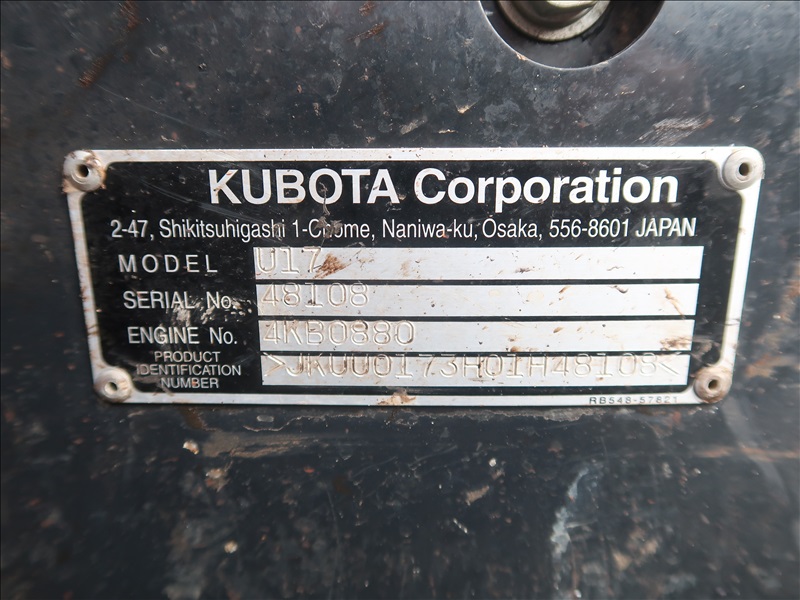 KUBOTA Corporation
2-47, Shikitsuhigashi 1-Chome, Naniwa-ku, Osaka, 556-8601 JAPAN
MODEL U17
SERIAL No. 48108
ENGINE No. 4KB0880
PRODUCT IDENTIFICATION NUMBER >JKUU0173H01H48108<
RB548-57821